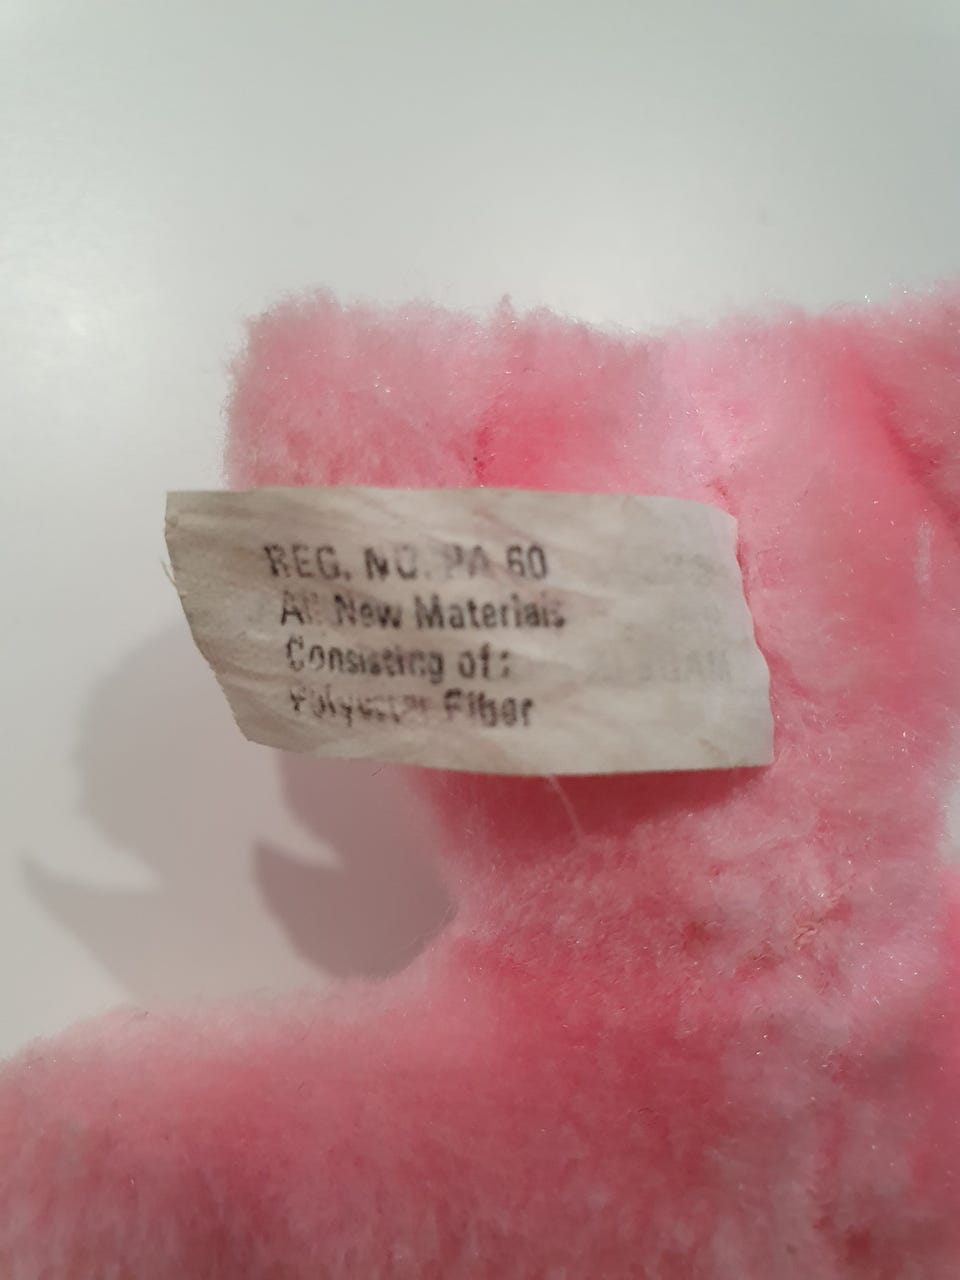 REG. NO. PA 60
All New Materials
Consisting of:
Polyester Fiber